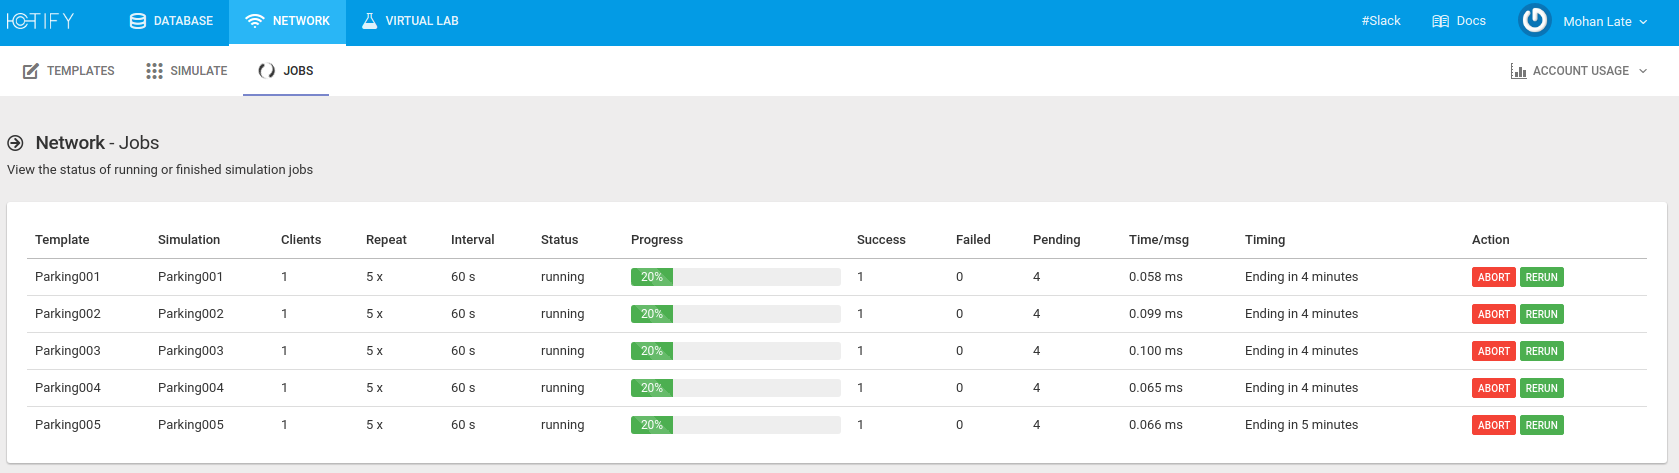 IOTIFY DATABASE NETWORK VIRTUAL LAB #Slack Docs Mohan Late
TEMPLATES SIMULATE JOBS ACCOUNT USAGE
Network - Jobs
View the status of running or finished simulation jobs
Template Simulation Clients Repeat Interval Status Progress Success Failed Pending Time/msg Timing Action
Parking001 Parking001 1 5 x 60 s running 20% 1 0 4 0.058 ms Ending in 4 minutes ABORT RERUN
Parking002 Parking002 1 5 x 60 s running 20% 1 0 4 0.099 ms Ending in 4 minutes ABORT RERUN
Parking003 Parking003 1 5 x 60 s running 20% 1 0 4 0.100 ms Ending in 4 minutes ABORT RERUN
Parking004 Parking004 1 5 x 60 s running 20% 1 0 4 0.065 ms Ending in 4 minutes ABORT RERUN
Parking005 Parking005 1 5 x 60 s running 20% 1 0 4 0.066 ms Ending in 5 minutes ABORT RERUN